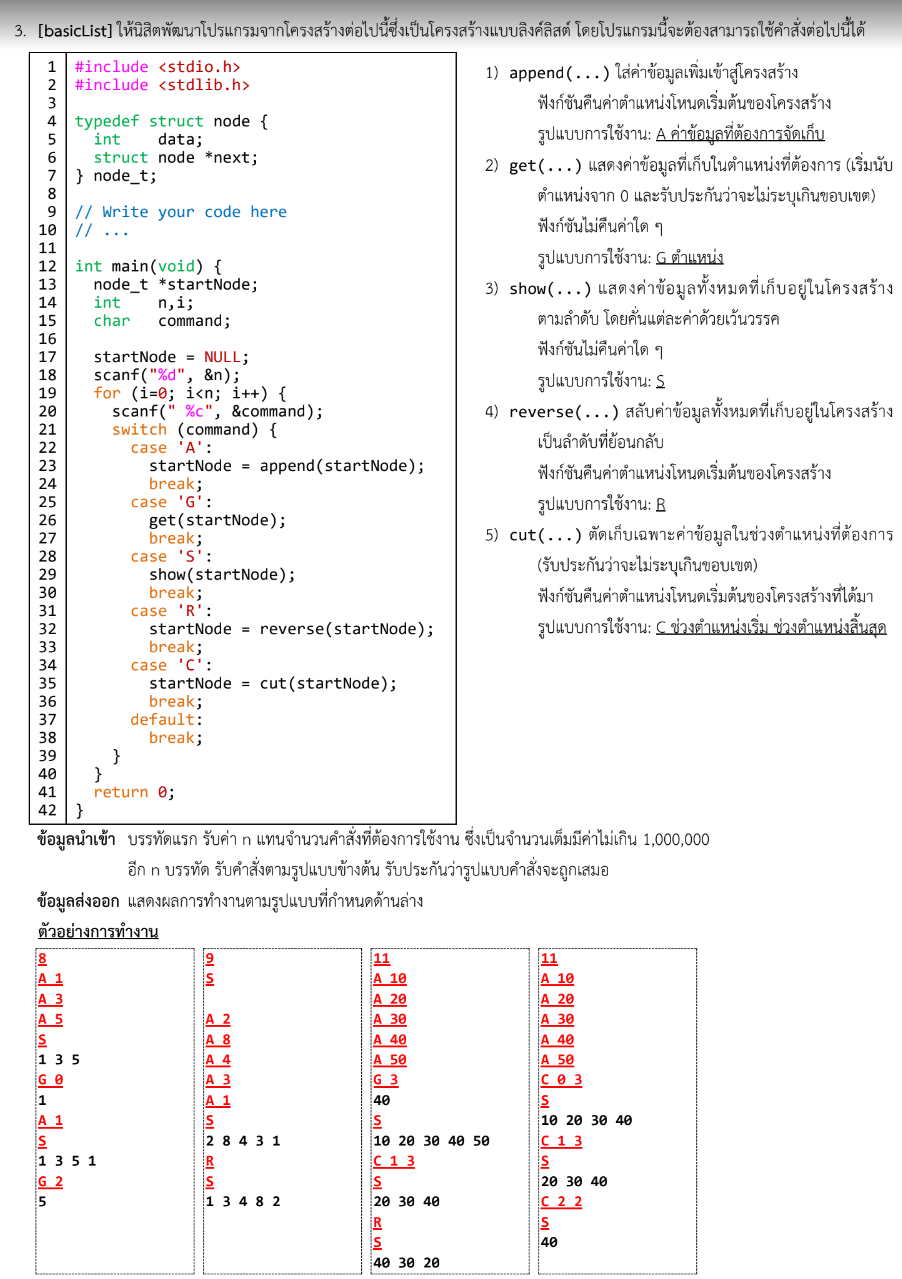 3. [basicList] ให้นิสิตพัฒนาโปรแกรมจากโครงสร้างต่อไปนี้ซึ่งเป็นโครงสร้างแบบลิงค์ลิสต์ โดยโปรแกรมนี้จะต้องสามารถใช้คำสั่งต่อไปนี้ได้
1 #include <stdio.h>
2 #include <stdlib.h>
3
4 typedef struct node {
5   int    data;
6   struct node *next;
7 } node_t;
8
9 // Write your code here
10 // ...
11
12 int main(void) {
13   node_t *startNode;
14   int    n,i;
15   char   command;
16
17   startNode = NULL;
18   scanf("%d", &n);
19   for (i=0; i<n; i++) {
20     scanf(" %c", &command);
21     switch (command) {
22       case 'A':
23         startNode = append(startNode);
24         break;
25       case 'G':
26         get(startNode);
27         break;
28       case 'S':
29         show(startNode);
30         break;
31       case 'R':
32         startNode = reverse(startNode);
33         break;
34       case 'C':
35         startNode = cut(startNode);
36         break;
37       default:
38         break;
39     }
40   }
41   return 0;
42 }
1) append(...) ใส่ค่าข้อมูลเพิ่มเข้าสู่โครงสร้าง
ฟังก์ชันคืนค่าตำแหน่งโหนดเริ่มต้นของโครงสร้าง
รูปแบบการใช้งาน: A ค่าข้อมูลที่ต้องการจัดเก็บ
2) get(...) แสดงค่าข้อมูลที่เก็บในตำแหน่งที่ต้องการ (เริ่มนับ
ตำแหน่งจาก 0 และรับประกันว่าจะไม่ระบุเกินขอบเขต)
ฟังก์ชันไม่คืนค่าใด ๆ
รูปแบบการใช้งาน: G ตำแหน่ง
3) show(...) แสดงค่าข้อมูลทั้งหมดที่เก็บอยู่ในโครงสร้าง
ตามลำดับ โดยคั่นแต่ละค่าด้วยเว้นวรรค
ฟังก์ชันไม่คืนค่าใด ๆ
รูปแบบการใช้งาน: S
4) reverse(...) สลับค่าข้อมูลทั้งหมดที่เก็บอยู่ในโครงสร้าง
เป็นลำดับที่ย้อนกลับ
ฟังก์ชันคืนค่าตำแหน่งโหนดเริ่มต้นของโครงสร้าง
รูปแบบการใช้งาน: R
5) cut(...) ตัดเก็บเฉพาะค่าข้อมูลในช่วงตำแหน่งที่ต้องการ
(รับประกันว่าจะไม่ระบุเกินขอบเขต)
ฟังก์ชันคืนค่าตำแหน่งโหนดเริ่มต้นของโครงสร้างที่ได้มา
รูปแบบการใช้งาน: C ช่วงตำแหน่งเริ่ม ช่วงตำแหน่งสิ้นสุด
ข้อมูลนำเข้า บรรทัดแรก รับค่า n แทนจำนวนคำสั่งที่ต้องการใช้งาน ซึ่งเป็นจำนวนเต็มมีค่าไม่เกิน 1,000,000
อีก n บรรทัด รับคำสั่งตามรูปแบบข้างต้น รับประกันว่ารูปแบบคำสั่งจะถูกเสมอ
ข้อมูลส่งออก แสดงผลการทำงานตามรูปแบบที่กำหนดด้านล่าง
ตัวอย่างการทำงาน
8
A 1
A 3
A 5
S
1 3 5
G 0
1
A 1
S
1 3 5 1
G 2
5
9
S
A 2
A 8
A 4
A 3
A 1
S
2 8 4 3 1
R
S
1 3 4 8 2
11
A 10
A 20
A 30
A 40
A 50
G 3
40
S
10 20 30 40 50
C 1 3
S
20 30 40
R
S
40 30 20
11
A 10
A 20
A 30
A 40
A 50
C 0 3
S
10 20 30 40
C 1 3
S
20 30 40
C 2 2
S
40